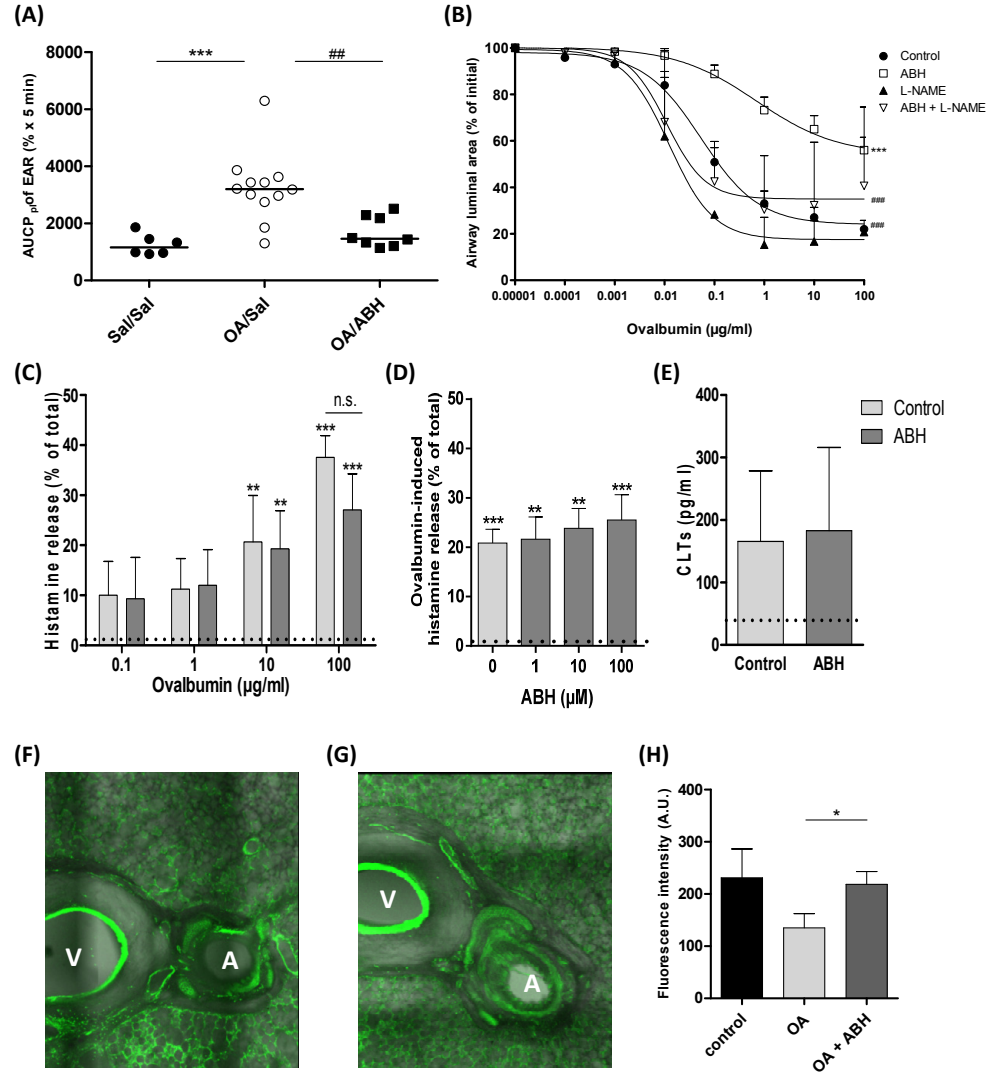 (A)
8000
6000
4000
2000
0
AUCP pl of EAR (% x 5 min)
***
##
Sal/Sal
OA/Sal
OA/ABH
(B)
100
80
60
40
20
0
Airway luminal area (% of initial)
Control
ABH
L-NAME
ABH + L-NAME
***
###
###
0.00001 0.0001 0.001 0.01 0.1 1 10 100
Ovalbumin (µg/ml)
(C)
50
40
30
20
10
0
Histamine release (% of total)
n.s.
***
***
**
**
0.1 1 10 100
Ovalbumin (µg/ml)
(D)
50
40
30
20
10
0
Ovalbumin-induced
histamine release (% of total)
*** ** ** ***
0 1 10 100
ABH (µM)
(E)
400
300
200
100
0
CLTs (pg/ml)
Control
ABH
Control ABH
(F)
V
A
(G)
V
A
(H)
400
300
200
100
0
Fluorescence intensity (A.U.)
*
control
OA
OA + ABH